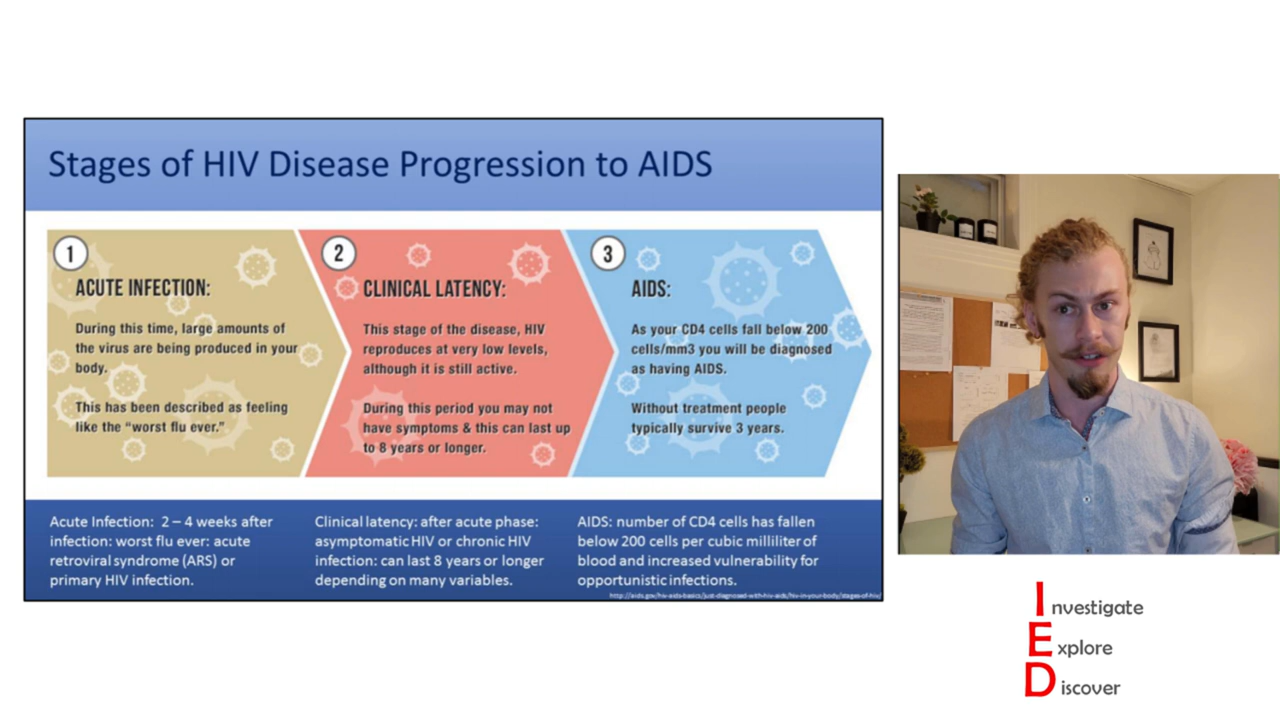 Stages of HIV Disease Progression to AIDS
1
ACUTE INFECTION:
During this time, large amounts of
the virus are being produced in your
body.
This has been described as feeling
like the “worst flu ever.”
2
CLINICAL LATENCY:
This stage of the disease, HIV
reproduces at very low levels,
although it is still active.
During this period you may not
have symptoms & this can last up
to 8 years or longer.
3
AIDS:
As your CD4 cells fall below 200
cells/mm3 you will be diagnosed
as having AIDS.
Without treatment people
typically survive 3 years.
Acute Infection: 2 – 4 weeks after
infection: worst flu ever: acute
retroviral syndrome (ARS) or
primary HIV infection.
Clinical latency: after acute phase:
asymptomatic HIV or chronic HIV
infection: can last 8 years or longer
depending on many variables.
AIDS: number of CD4 cells has fallen
below 200 cells per cubic milliliter of
blood and increased vulnerability for
opportunistic infections.
http://aids.gov/hiv-aids-basics/just-diagnosed-with-hiv-aids/hiv-in-your-body/stages-of-hiv/
Investigate
Explore
Discover